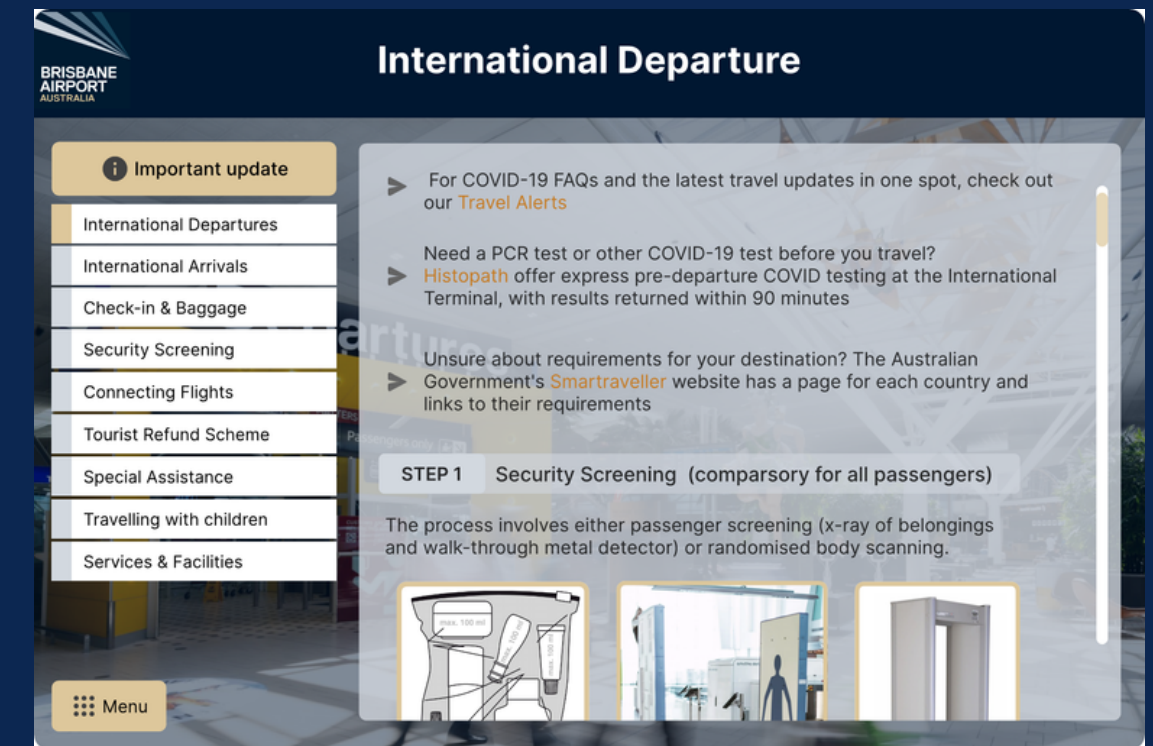 BRISBANE
AIRPORT
AUSTRALIA
International Departure
Important update
International Departures
International Arrivals
Check-in & Baggage
Security Screening
Connecting Flights
Tourist Refund Scheme
Special Assistance
Travelling with children
Services & Facilities
Menu
For COVID-19 FAQs and the latest travel updates in one spot, check out
our Travel Alerts
Need a PCR test or other COVID-19 test before you travel?
Histopath offer express pre-departure COVID testing at the International
Terminal, with results returned within 90 minutes
Unsure about requirements for your destination? The Australian
Government's Smartraveller website has a page for each country and
links to their requirements
STEP 1 Security Screening (comparsory for all passengers)
The process involves either passenger screening (x-ray of belongings
and walk-through metal detector) or randomised body scanning.
max. 100 ml
max. 100 ml
max. 100 ml
artures
Passengers only